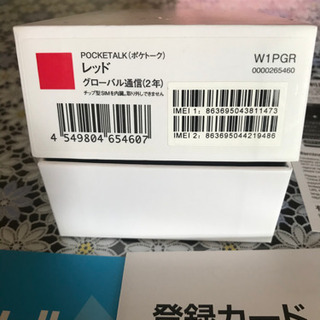 POCKETALK(ポケトーク)
レッド
グローバル通信(2年)
チップ型SIMを内蔵。取り外しできません
W1PGR
0000265460
IMEI 1: 863695043811473
IMEI 2: 863695044219486
4 549804 654607
登録カード